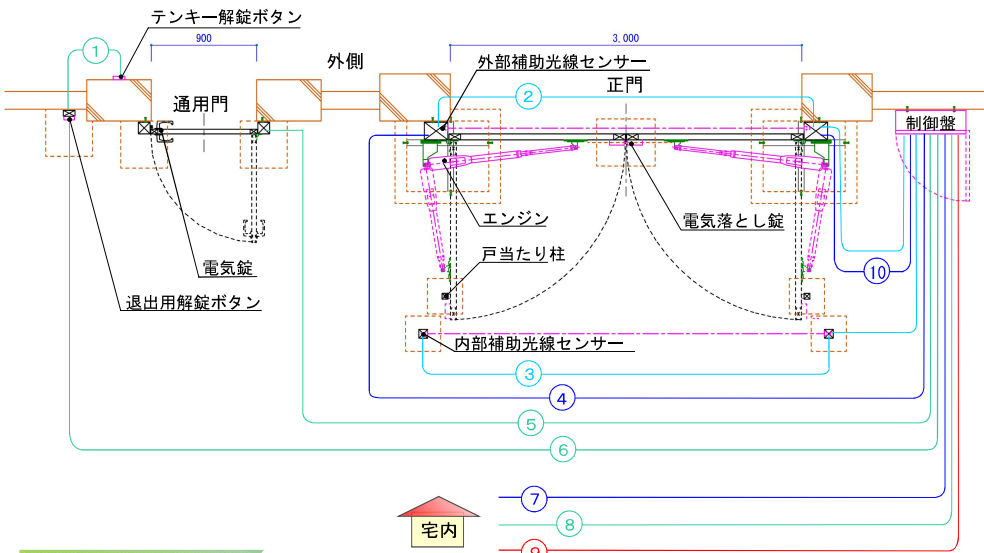 テンキー解錠ボタン
①
900
外側
3,000
外部補助光線センサー
正門
②
通用門
制御盤
エンジン
電気落とし錠
戸当たり柱
電気錠
⑩
退出用解錠ボタン
内部補助光線センサー
③
④
⑤
⑥
⑦
宅内
⑧
⑨